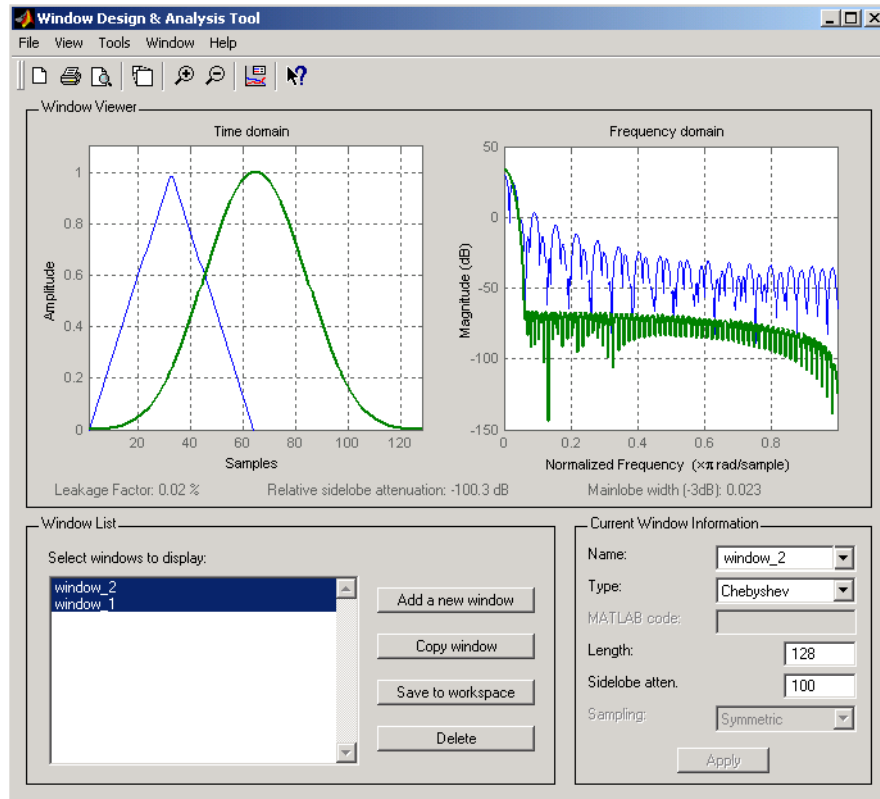 Window Design & Analysis Tool
File View Tools Window Help
Window Viewer
Time domain
Frequency domain
Amplitude
1
0.8
0.6
0.4
0.2
0
20 40 60 80 100 120
Samples
Magnitude (dB)
50
0
-50
-100
-150
0 0.2 0.4 0.6 0.8
Normalized Frequency (×π rad/sample)
Leakage Factor: 0.02 % Relative sidelobe attenuation: -100.3 dB Mainlobe width (-3dB): 0.023
Window List
Select windows to display:
window_2
window_1
Add a new window
Copy window
Save to workspace
Delete
Current Window Information
Name: window_2
Type: Chebyshev
MATLAB code:
Length: 128
Sidelobe atten. 100
Sampling: Symmetric
Apply